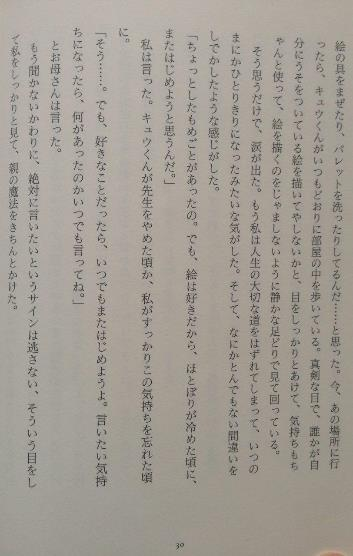 絵の具をまぜたり、パレットを洗ったりしてるんだ……と思った。今、あの場所に行
ったら、キュウくんがいつもどおりに部屋の中を歩いている。真剣な目で、誰かが自
分にうそをついている絵を描いてやしないかと、目をしっかりとあけて、気持ちもち
ゃんと使って、絵を描くのをじゃましないように静かな足どりで見て回っている。
そう思うだけで、涙が出た。もう私は人生の大切な道をはずれてしまって、いつの
まにかひとりきりになったみたいな気がした。そして、なにかとんでもない間違いを
しでかしたような感じがした。
「ちょっとしたもめごとがあったの。でも、絵は好きだから、ほとぼりが冷めた頃に、
またはじめようと思うんだ。」
私は言った。キュウくんが先生をやめた頃か、私がすっかりこの気持ちを忘れた頃
に。
「そう……。でも、好きなことだったら、いつでもまたはじめようよ。言いたい気持
ちになったら、何があったのかいつでも言ってね。」
とお母さんは言った。
もう聞かないかわりに、絶対に言いたいというサインは逃さない、そういう目をし
て私をしっかりと見て、親の魔法をきちんとかけた。
30